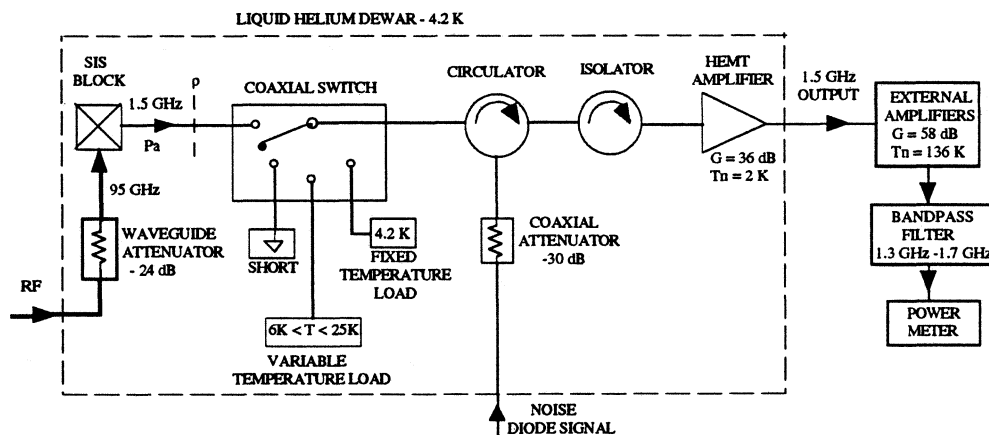 LIQUID HELIUM DEWAR - 4.2 K
SIS
BLOCK
1.5 GHz
Pa
ρ
95 GHz
WAVEGUIDE
ATTENUATOR
- 24 dB
RF
COAXIAL SWITCH
SHORT
4.2 K
FIXED
TEMPERATURE
LOAD
6K < T < 25K
VARIABLE
TEMPERATURE LOAD
CIRCULATOR
ISOLATOR
COAXIAL
ATTENUATOR
-30 dB
NOISE
DIODE SIGNAL
HEMT
AMPLIFIER
G = 36 dB
Tn = 2 K
1.5 GHz
OUTPUT
EXTERNAL
AMPLIFIERS
G = 58 dB
Tn = 136 K
BANDPASS
FILTER
1.3 GHz -1.7 GHz
POWER
METER